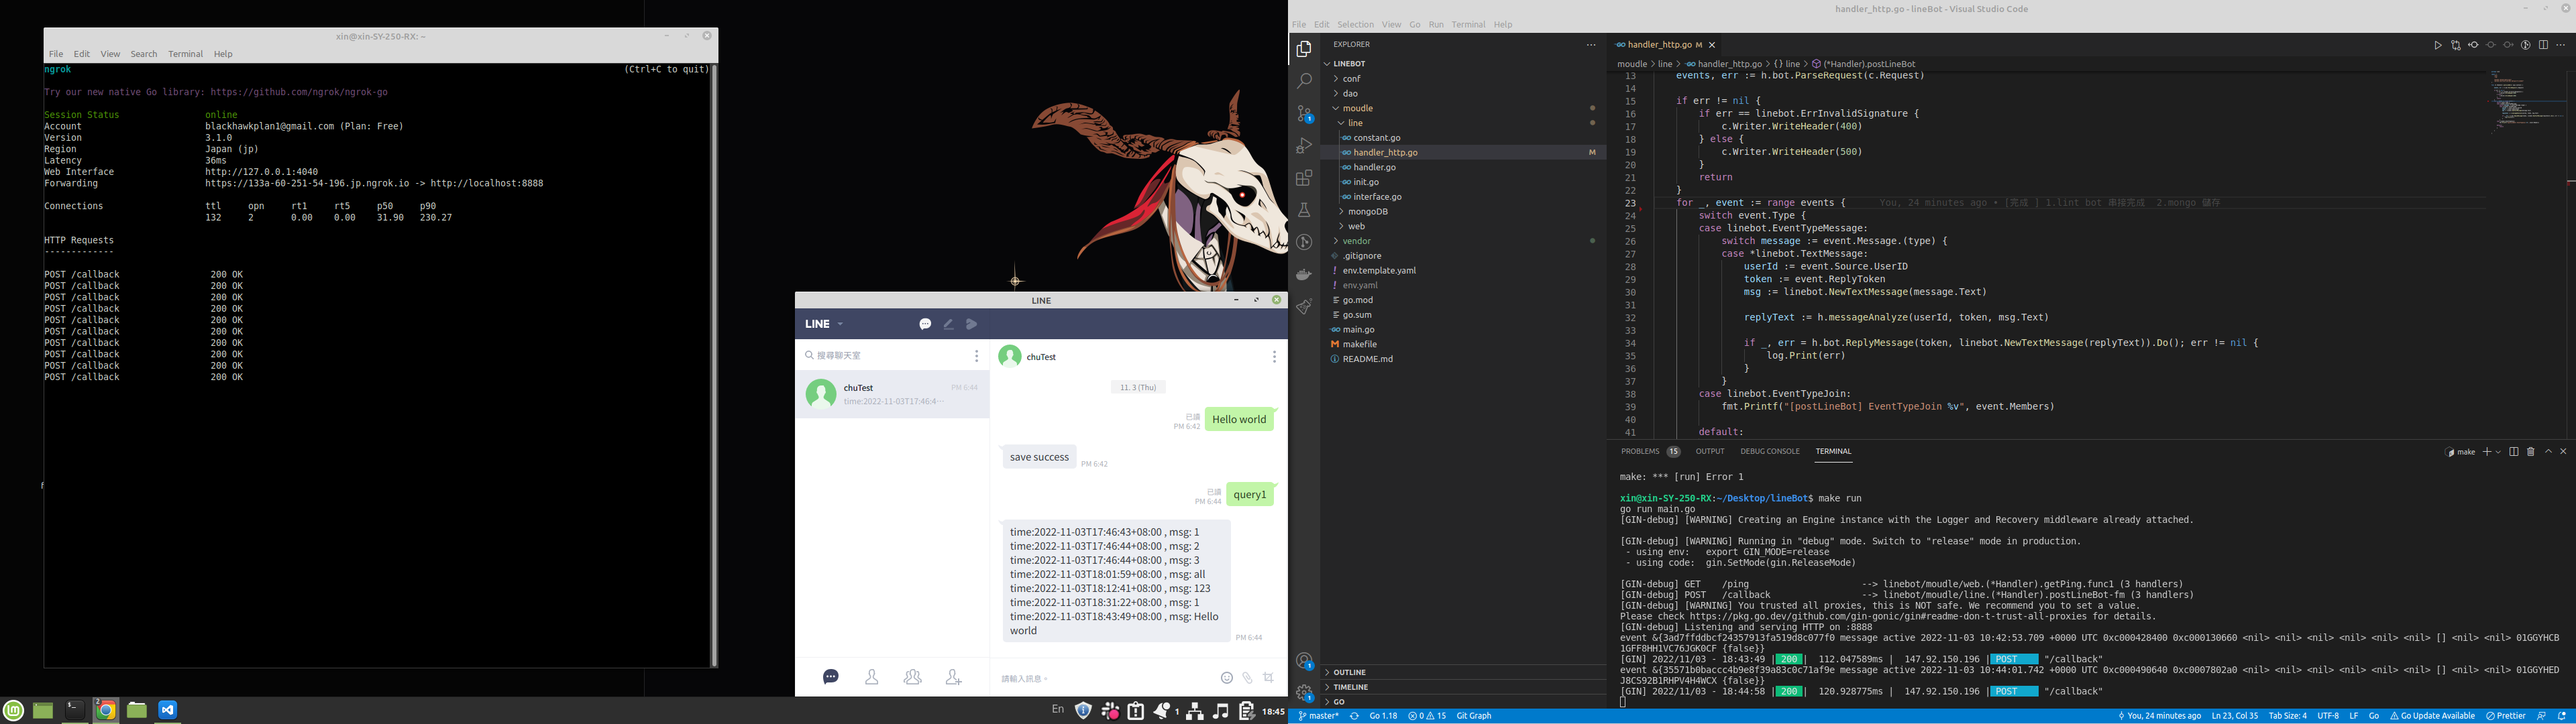 xin@xin-SY-250-RX: ~
File Edit View Search Terminal Help
ngrok (Ctrl+C to quit)
Try our new native Go library: https://github.com/ngrok/ngrok-go
Session Status online
Account blackhawkplan1@gmail.com (Plan: Free)
Version 3.1.0
Region Japan (jp)
Latency 36ms
Web Interface http://127.0.0.1:4040
Forwarding https://133a-60-251-54-196.jp.ngrok.io -> http://localhost:8888
Connections ttl opn rt1 rt5 p50 p90
132 2 0.00 0.00 31.90 230.27
HTTP Requests
-------------
POST /callback 200 OK
POST /callback 200 OK
POST /callback 200 OK
POST /callback 200 OK
POST /callback 200 OK
POST /callback 200 OK
POST /callback 200 OK
POST /callback 200 OK
POST /callback 200 OK
POST /callback 200 OK
LINE
LINE
搜尋聊天室
chuTest PM 6:44
time:2022-11-03T17:46:4…
chuTest
11. 3 (Thu)
已讀
PM 6:42
Hello world
save success
PM 6:42
已讀
PM 6:44
query1
time:2022-11-03T17:46:43+08:00 , msg: 1
time:2022-11-03T17:46:44+08:00 , msg: 2
time:2022-11-03T17:46:44+08:00 , msg: 3
time:2022-11-03T18:01:59+08:00 , msg: all
time:2022-11-03T18:12:41+08:00 , msg: 123
time:2022-11-03T18:31:22+08:00 , msg: 1
time:2022-11-03T18:43:49+08:00 , msg: Hello
world
PM 6:44
請輸入訊息。
En 1 18:45
handler_http.go - lineBot - Visual Studio Code
File Edit Selection View Go Run Terminal Help
EXPLORER
LINEBOT
conf
dao
moudle
line
constant.go
handler_http.go M
handler.go
init.go
interface.go
mongoDB
web
vendor
.gitignore
env.template.yaml
env.yaml
go.mod
go.sum
main.go
makefile
README.md
OUTLINE
TIMELINE
GO
handler_http.go M
moudle > line > handler_http.go > {} line > (*Handler).postLineBot
13 events, err := h.bot.ParseRequest(c.Request)
14
15 if err != nil {
16 if err == linebot.ErrInvalidSignature {
17 c.Writer.WriteHeader(400)
18 } else {
19 c.Writer.WriteHeader(500)
20 }
21 return
22 }
23 for _, event := range events { You, 24 minutes ago • [完成 ] 1.lint bot 串接完成 2.mongo 儲存
24 switch event.Type {
25 case linebot.EventTypeMessage:
26 switch message := event.Message.(type) {
27 case *linebot.TextMessage:
28 userId := event.Source.UserID
29 token := event.ReplyToken
30 msg := linebot.NewTextMessage(message.Text)
31
32 replyText := h.messageAnalyze(userId, token, msg.Text)
33
34 if _, err = h.bot.ReplyMessage(token, linebot.NewTextMessage(replyText)).Do(); err != nil {
35 log.Print(err)
36 }
37 }
38 case linebot.EventTypeJoin:
39 fmt.Printf("[postLineBot] EventTypeJoin %v", event.Members)
40
41 default:
PROBLEMS 15 OUTPUT DEBUG CONSOLE TERMINAL make
make: *** [run] Error 1
xin@xin-SY-250-RX:~/Desktop/lineBot$ make run
go run main.go
[GIN-debug] [WARNING] Creating an Engine instance with the Logger and Recovery middleware already attached.
[GIN-debug] [WARNING] Running in "debug" mode. Switch to "release" mode in production.
- using env: export GIN_MODE=release
- using code: gin.SetMode(gin.ReleaseMode)
[GIN-debug] GET /ping --> linebot/moudle/web.(*Handler).getPing.func1 (3 handlers)
[GIN-debug] POST /callback --> linebot/moudle/line.(*Handler).postLineBot-fm (3 handlers)
[GIN-debug] [WARNING] You trusted all proxies, this is NOT safe. We recommend you to set a value.
Please check https://pkg.go.dev/github.com/gin-gonic/gin#readme-don-t-trust-all-proxies for details.
[GIN-debug] Listening and serving HTTP on :8888
event &{3ad7ffddbcf24357913fa519d8c077f0 message active 2022-11-03 10:42:53.709 +0000 UTC 0xc000428400 0xc000130660 <nil> <nil> <nil> <nil> <nil> <nil> [] <nil> <nil> 01GGYHCB
1GFF8HH1VC76JGK0CF {false}}
[GIN] 2022/11/03 - 18:43:49 | 200 | 112.047589ms | 147.92.150.196 | POST "/callback"
event &{35571b0baccc4b9e8f39a83c0c71af9e message active 2022-11-03 10:44:01.742 +0000 UTC 0xc000490640 0xc0007802a0 <nil> <nil> <nil> <nil> <nil> <nil> [] <nil> <nil> 01GGYHED
J8CS92B1RHPV4H4WCX {false}}
[GIN] 2022/11/03 - 18:44:58 | 200 | 120.928775ms | 147.92.150.196 | POST "/callback"
master* Go 1.18 0 15 Git Graph You, 24 minutes ago Ln 23, Col 35 Tab Size: 4 UTF-8 LF Go Go Update Available Prettier